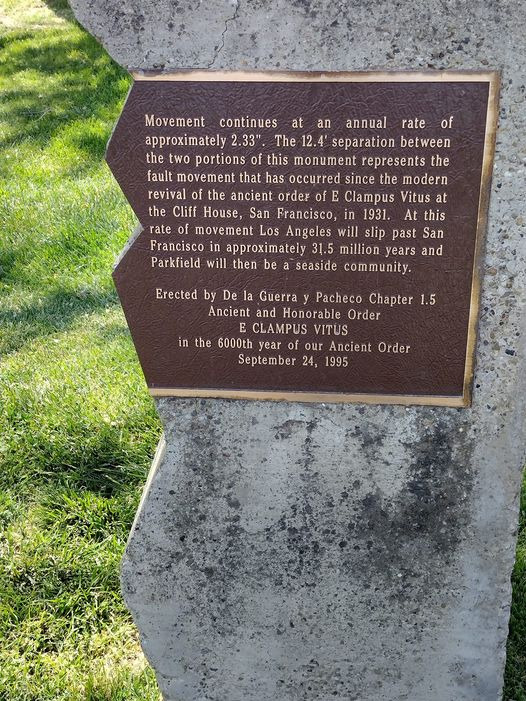 Movement continues at an annual rate of
approximately 2.33". The 12.4' separation between
the two portions of this monument represents the
fault movement that has occurred since the modern
revival of the ancient order of E Clampus Vitus at
the Cliff House, San Francisco, in 1931. At this
rate of movement Los Angeles will slip past San
Francisco in approximately 31.5 million years and
Parkfield will then be a seaside community.
Erected by De la Guerra y Pacheco Chapter 1.5
Ancient and Honorable Order
E CLAMPUS VITUS
in the 6000th year of our Ancient Order
September 24, 1995